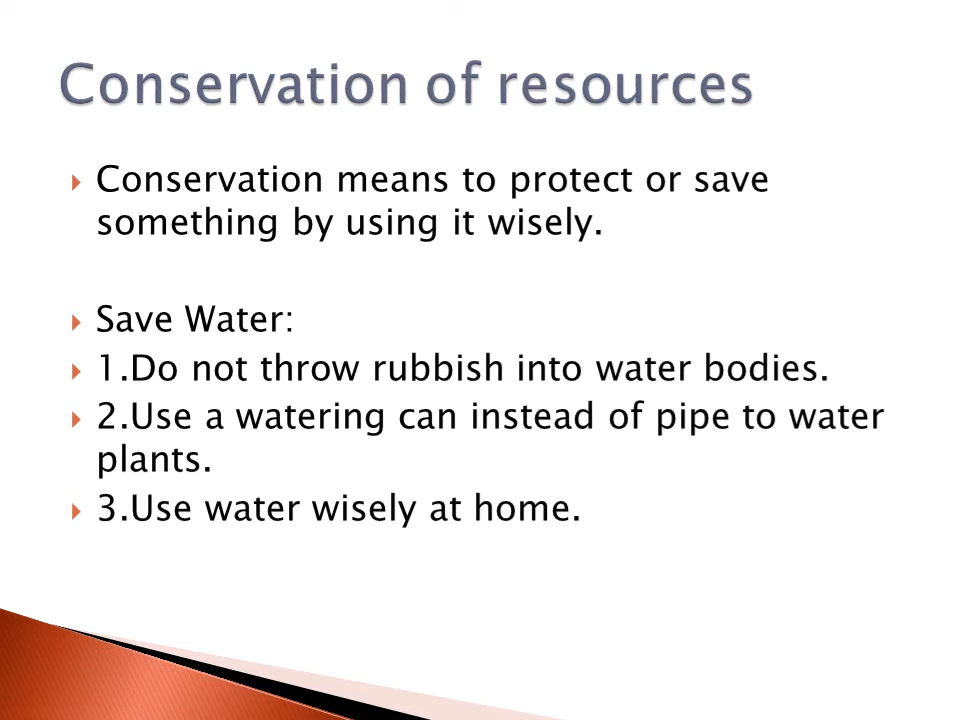 Conservation of resources
Conservation means to protect or save
something by using it wisely.
Save Water:
1.Do not throw rubbish into water bodies.
2.Use a watering can instead of pipe to water
plants.
3.Use water wisely at home.